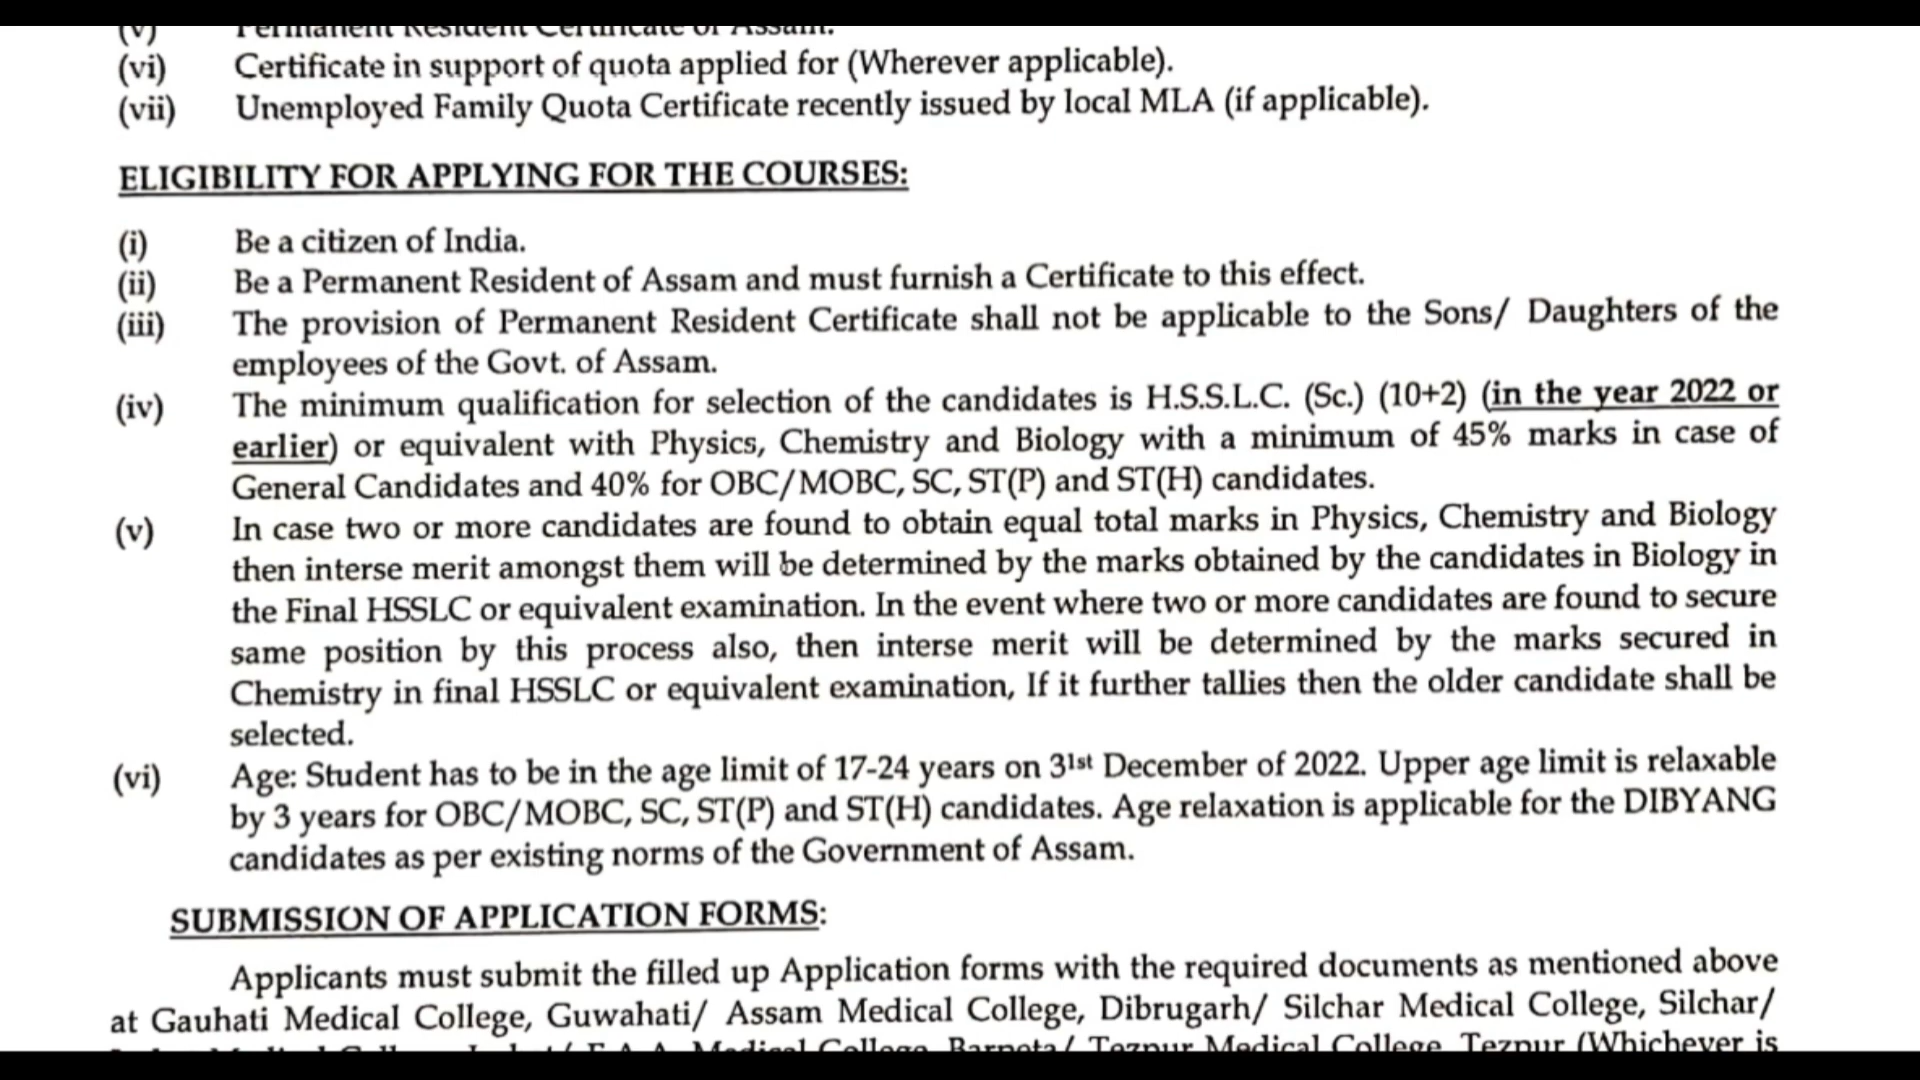 (v) Permanent Resident Certificate of Assam.
(vi) Certificate in support of quota applied for (Wherever applicable).
(vii) Unemployed Family Quota Certificate recently issued by local MLA (if applicable).
ELIGIBILITY FOR APPLYING FOR THE COURSES:
(i) Be a citizen of India.
(ii) Be a Permanent Resident of Assam and must furnish a Certificate to this effect.
(iii) The provision of Permanent Resident Certificate shall not be applicable to the Sons/ Daughters of the
employees of the Govt. of Assam.
(iv) The minimum qualification for selection of the candidates is H.S.S.L.C. (Sc.) (10+2) (in the year 2022 or
earlier) or equivalent with Physics, Chemistry and Biology with a minimum of 45% marks in case of
General Candidates and 40% for OBC/MOBC, SC, ST(P) and ST(H) candidates.
(v) In case two or more candidates are found to obtain equal total marks in Physics, Chemistry and Biology
then interse merit amongst them will be determined by the marks obtained by the candidates in Biology in
the Final HSSLC or equivalent examination. In the event where two or more candidates are found to secure
same position by this process also, then interse merit will be determined by the marks secured in
Chemistry in final HSSLC or equivalent examination, If it further tallies then the older candidate shall be
selected.
(vi) Age: Student has to be in the age limit of 17-24 years on 31st December of 2022. Upper age limit is relaxable
by 3 years for OBC/MOBC, SC, ST(P) and ST(H) candidates. Age relaxation is applicable for the DIBYANG
candidates as per existing norms of the Government of Assam.
SUBMISSION OF APPLICATION FORMS:
Applicants must submit the filled up Application forms with the required documents as mentioned above
at Gauhati Medical College, Guwahati/ Assam Medical College, Dibrugarh/ Silchar Medical College, Silchar/
Medical College, Barpeta/ Tezpur Medical College, Tezpur (Whichever is